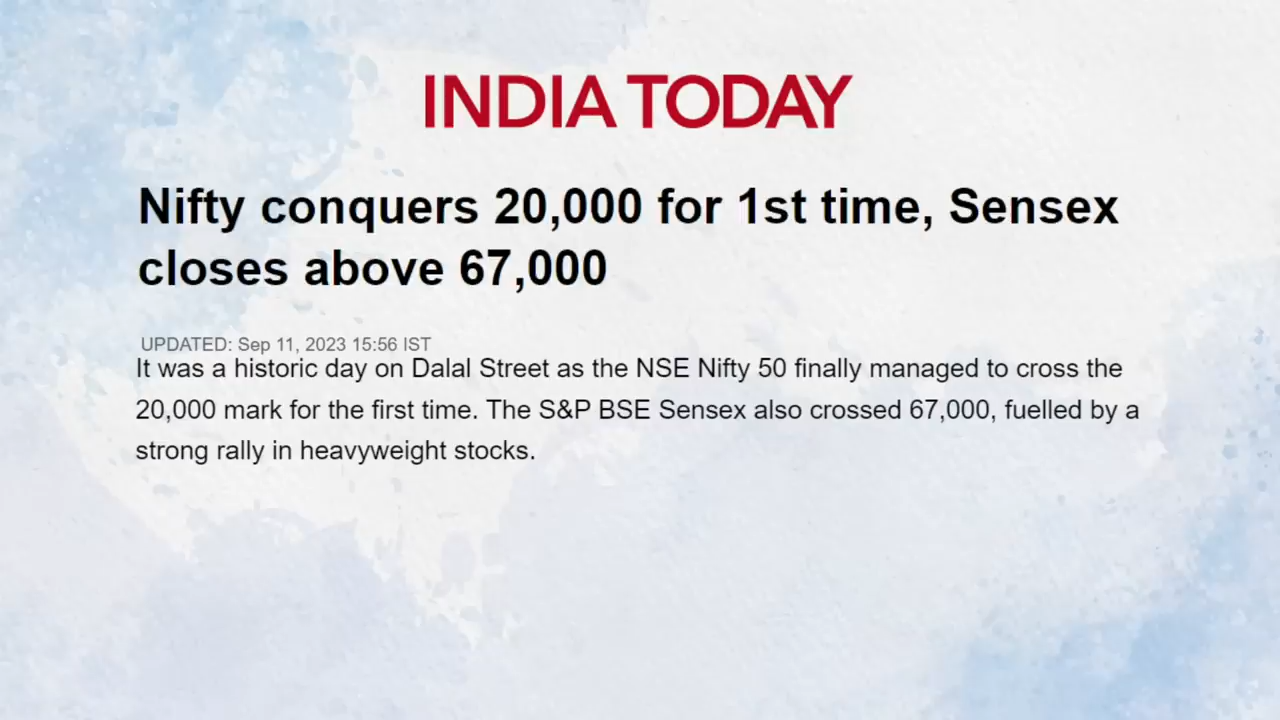 INDIA TODAY
Nifty conquers 20,000 for 1st time, Sensex
closes above 67,000
UPDATED: Sep 11, 2023 15:56 IST
It was a historic day on Dalal Street as the NSE Nifty 50 finally managed to cross the
20,000 mark for the first time. The S&P BSE Sensex also crossed 67,000, fuelled by a
strong rally in heavyweight stocks.